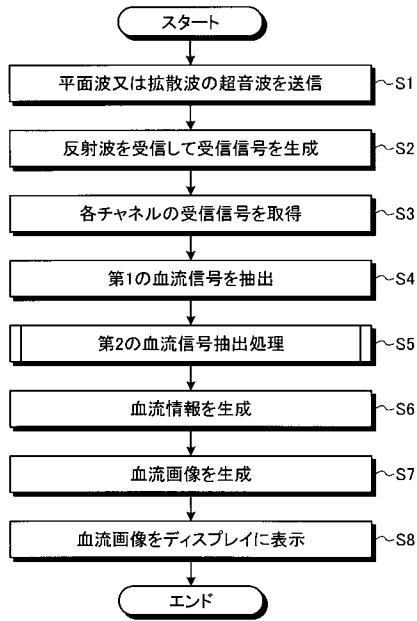 スタート
平面波又は拡散波の超音波を送信 S1
反射波を受信して受信信号を生成 S2
各チャネルの受信信号を取得 S3
第1の血流信号を抽出 S4
第2の血流信号抽出処理 S5
血流情報を生成 S6
血流画像を生成 S7
血流画像をディスプレイに表示 S8
エンド